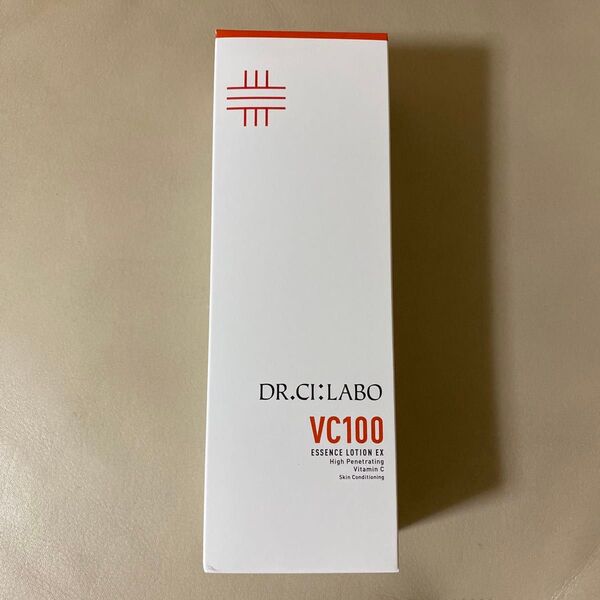 DR.CI:LABO
VC100
ESSENCE LOTION EX
High Penetrating
Vitamin C
Skin Conditioning